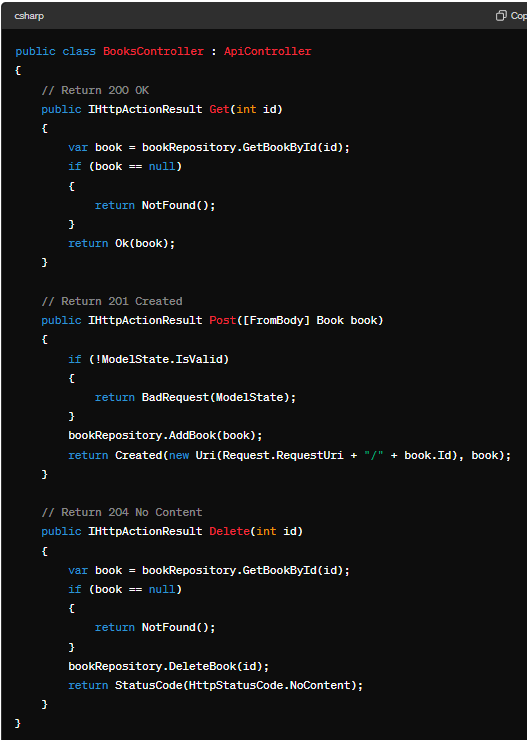 csharp
Cop
public class BooksController : ApiController
{
    // Return 200 OK
    public IHttpActionResult Get(int id)
    {
        var book = bookRepository.GetBookById(id);
        if (book == null)
        {
            return NotFound();
        }
        return Ok(book);
    }

    // Return 201 Created
    public IHttpActionResult Post([FromBody] Book book)
    {
        if (!ModelState.IsValid)
        {
            return BadRequest(ModelState);
        }
        bookRepository.AddBook(book);
        return Created(new Uri(Request.RequestUri + "/" + book.Id), book);
    }

    // Return 204 No Content
    public IHttpActionResult Delete(int id)
    {
        var book = bookRepository.GetBookById(id);
        if (book == null)
        {
            return NotFound();
        }
        bookRepository.DeleteBook(id);
        return StatusCode(HttpStatusCode.NoContent);
    }
}